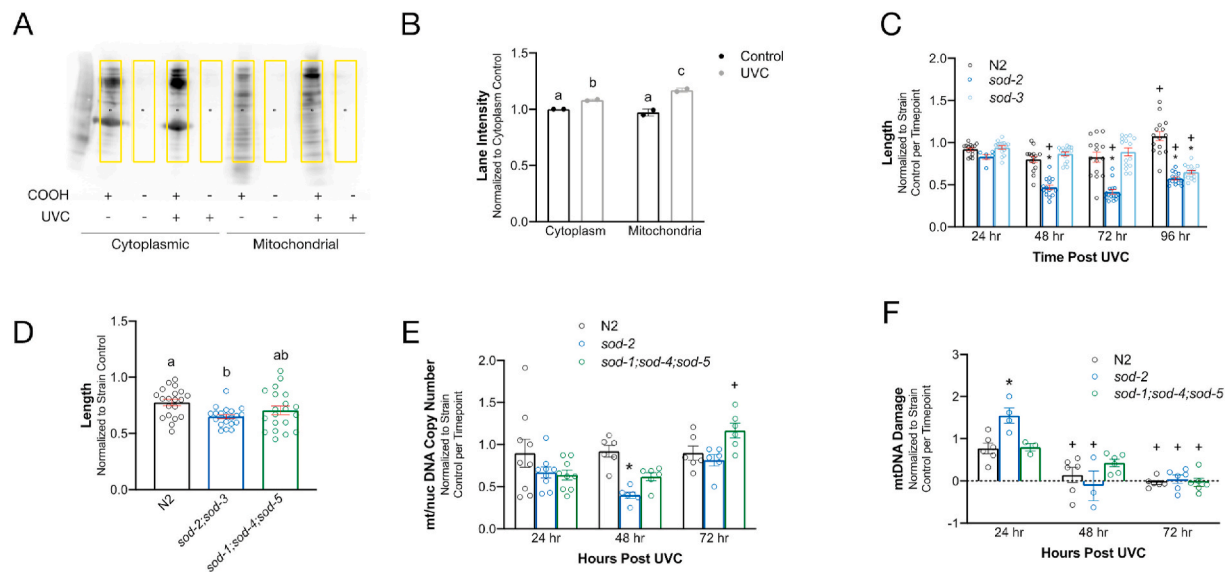 A
COOH + - + - + - + -
UVC - - + + - - + +
Cytoplasmic Mitochondrial
B
Control
UVC
Lane Intensity
Normalized to Cytoplasm Control
1.5
1.0
0.5
0.0
a b a c
Cytoplasm Mitochondria
C
N2
sod-2
sod-3
Length
Normalized to Strain
Control per Timepoint
2.0
1.5
1.0
0.5
0.0
+ * + * + + * + *
24 hr 48 hr 72 hr 96 hr
Time Post UVC
D
Length
Normalized to Strain Control
1.5
1.0
0.5
0.0
a b ab
N2
sod-2;sod-3
sod-1;sod-4;sod-5
E
N2
sod-2
sod-1;sod-4;sod-5
mt/nuc DNA Copy Number
Normalized to Strain
Control per Timepoint
2.0
1.5
1.0
0.5
0.0
* +
24 hr 48 hr 72 hr
Hours Post UVC
F
N2
sod-2
sod-1;sod-4;sod-5
mtDNA Damage
Normalized to Strain
Control per Timepoint
3
2
1
0
-1
* + + + + +
24 hr 48 hr 72 hr
Hours Post UVC